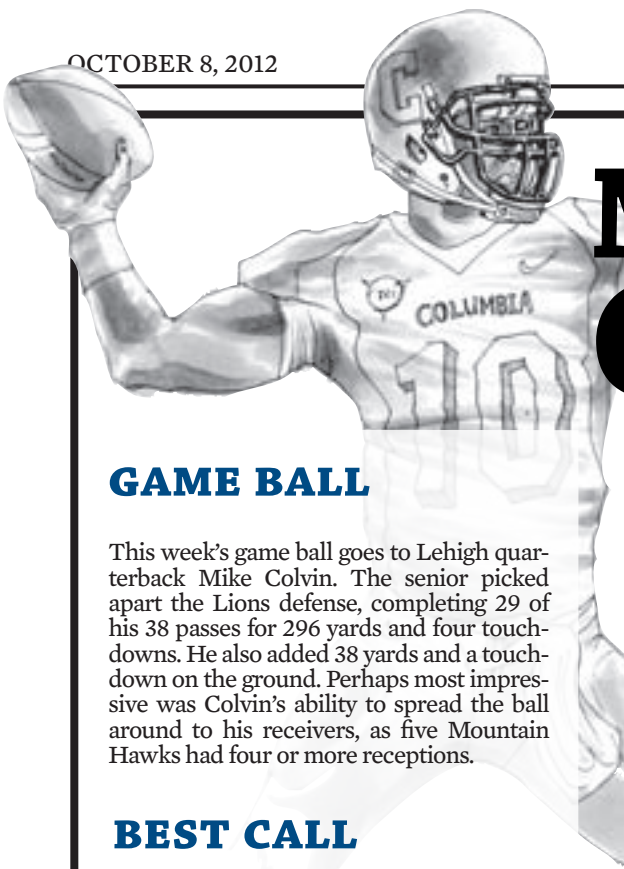 OCTOBER 8, 2012
C
COLUMBIA
10
GAME BALL
This week’s game ball goes to Lehigh quar-
terback Mike Colvin. The senior picked
apart the Lions defense, completing 29 of
his 38 passes for 296 yards and four touch-
downs. He also added 38 yards and a touch-
down on the ground. Perhaps most impres-
sive was Colvin’s ability to spread the ball
around to his receivers, as five Mountain
Hawks had four or more receptions.
BEST CALL